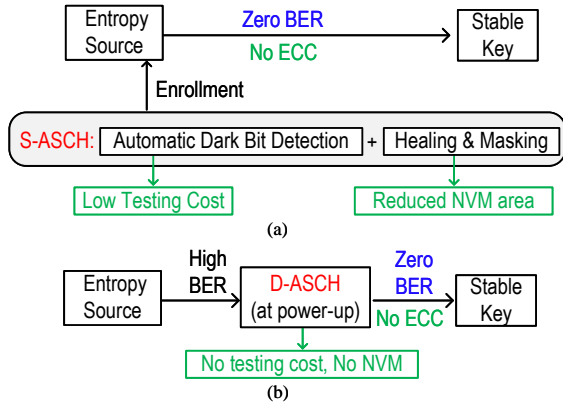 Entropy
Source
Zero BER
No ECC
Stable
Key
Enrollment
S-ASCH: Automatic Dark Bit Detection + Healing & Masking
Low Testing Cost
Reduced NVM area
(a)
Entropy
Source
High
BER
D-ASCH
(at power-up)
Zero
BER
No ECC
Stable
Key
No testing cost, No NVM
(b)